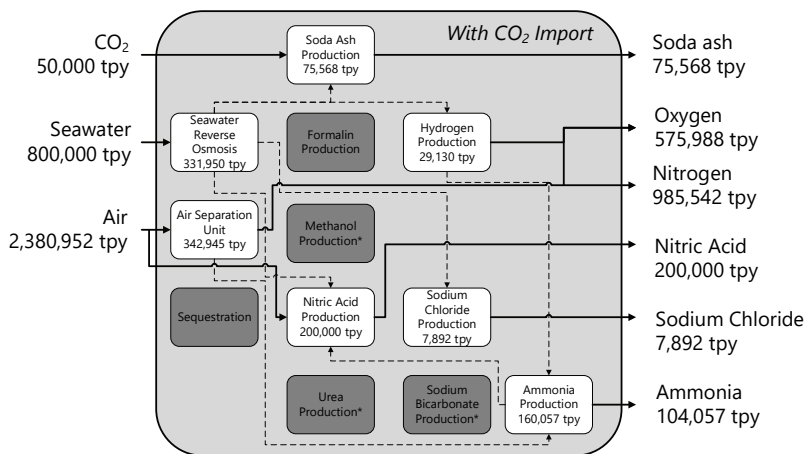 With CO₂ Import
CO₂
50,000 tpy
Soda Ash
Production
75,568 tpy
Soda ash
75,568 tpy
Seawater
800,000 tpy
Seawater
Reverse
Osmosis
331,950 tpy
Formalin
Production
Hydrogen
Production
29,130 tpy
Oxygen
575,988 tpy
Nitrogen
985,542 tpy
Air
2,380,952 tpy
Air Separation
Unit
342,945 tpy
Methanol
Production*
Nitric Acid
200,000 tpy
Sequestration
Nitric Acid
Production
200,000 tpy
Sodium
Chloride
Production
7,892 tpy
Sodium Chloride
7,892 tpy
Urea
Production*
Sodium
Bicarbonate
Production*
Ammonia
Production
160,057 tpy
Ammonia
104,057 tpy